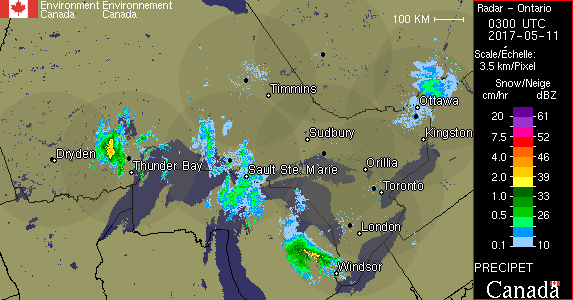 Environment Environnement
Canada Canada
100 KM
Timmins
Ottawa
Sudbury
Kingston
Dryden
Thunder Bay
Sault Ste. Marie
Orillia
Toronto
London
Windsor
Radar - Ontario
0300 UTC
2017-05-11
Scale/Échelle:
3.5 km/Pixel
Snow/Neige
cm/hr dBZ
20 61
7.5 57
5.5 52
4.0 46
2.0 39
1.0 33
0.5 26
0.1 10
PRECIPET
Canada